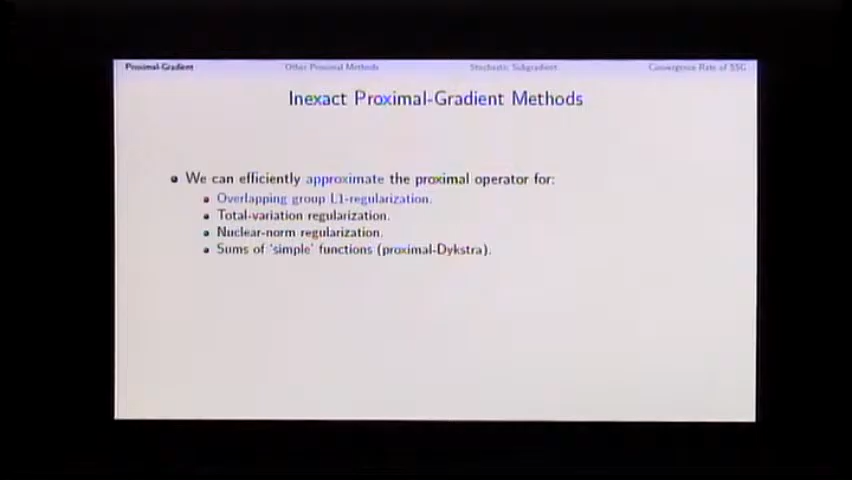 Proximal-Gradient Other Proximal Methods Stochastic Subgradient Convergence Rate of SSG
Inexact Proximal-Gradient Methods
We can efficiently approximate the proximal operator for:
Overlapping group L1-regularization.
Total-variation regularization.
Nuclear-norm regularization.
Sums of 'simple' functions (proximal-Dykstra).